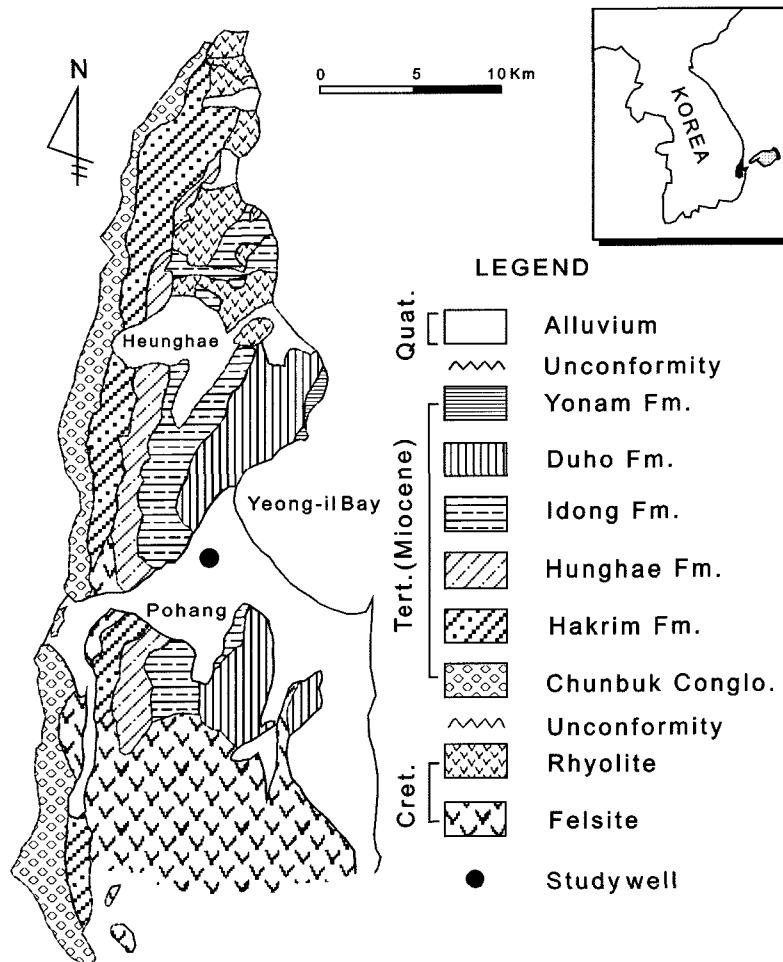 N
0 5 10 Km
KOREA
Heunghae
Yeong-il Bay
Pohang
LEGEND
Quat.
Alluvium
Unconformity
Tert. (Miocene)
Yonam Fm.
Duho Fm.
Idong Fm.
Hunghae Fm.
Hakrim Fm.
Chunbuk Conglo.
Unconformity
Cret.
Rhyolite
Felsite
Study well